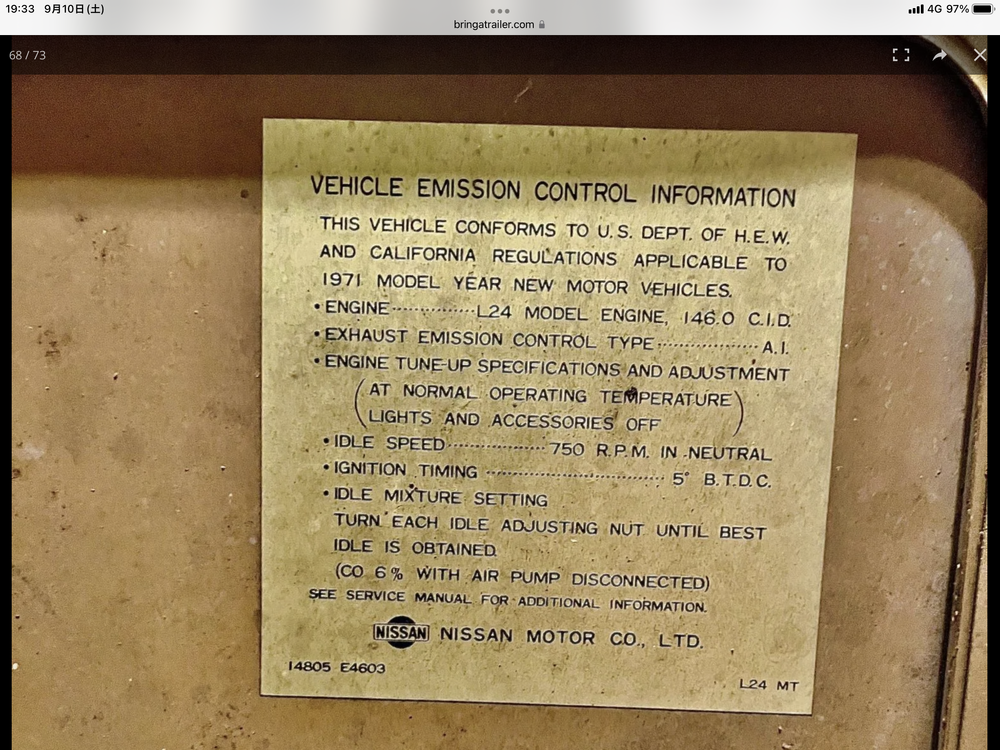 19:33 9月10日(土)
4G 97%
bringatrailer.com
68 / 73
VEHICLE EMISSION CONTROL INFORMATION
THIS VEHICLE CONFORMS TO U.S. DEPT. OF H.E.W.
AND CALIFORNIA REGULATIONS APPLICABLE TO
1971 MODEL YEAR NEW MOTOR VEHICLES.
•ENGINE··············L24 MODEL ENGINE, 146.0 C.I.D.
•EXHAUST EMISSION CONTROL TYPE·················A.I.
•ENGINE TUNE-UP SPECIFICATIONS AND ADJUSTMENT
(AT NORMAL OPERATING TEMPERATURE)
(LIGHTS AND ACCESSORIES OFF)
•IDLE SPEED················750 R.P.M. IN NEUTRAL
•IGNITION TIMING ······························ 5° B.T.D.C.
•IDLE MIXTURE SETTING
TURN EACH IDLE ADJUSTING NUT UNTIL BEST
IDLE IS OBTAINED.
(CO 6% WITH AIR PUMP DISCONNECTED)
SEE SERVICE MANUAL FOR ADDITIONAL INFORMATION.
NISSAN NISSAN MOTOR CO., LTD.
14805 E4603
L24 MT